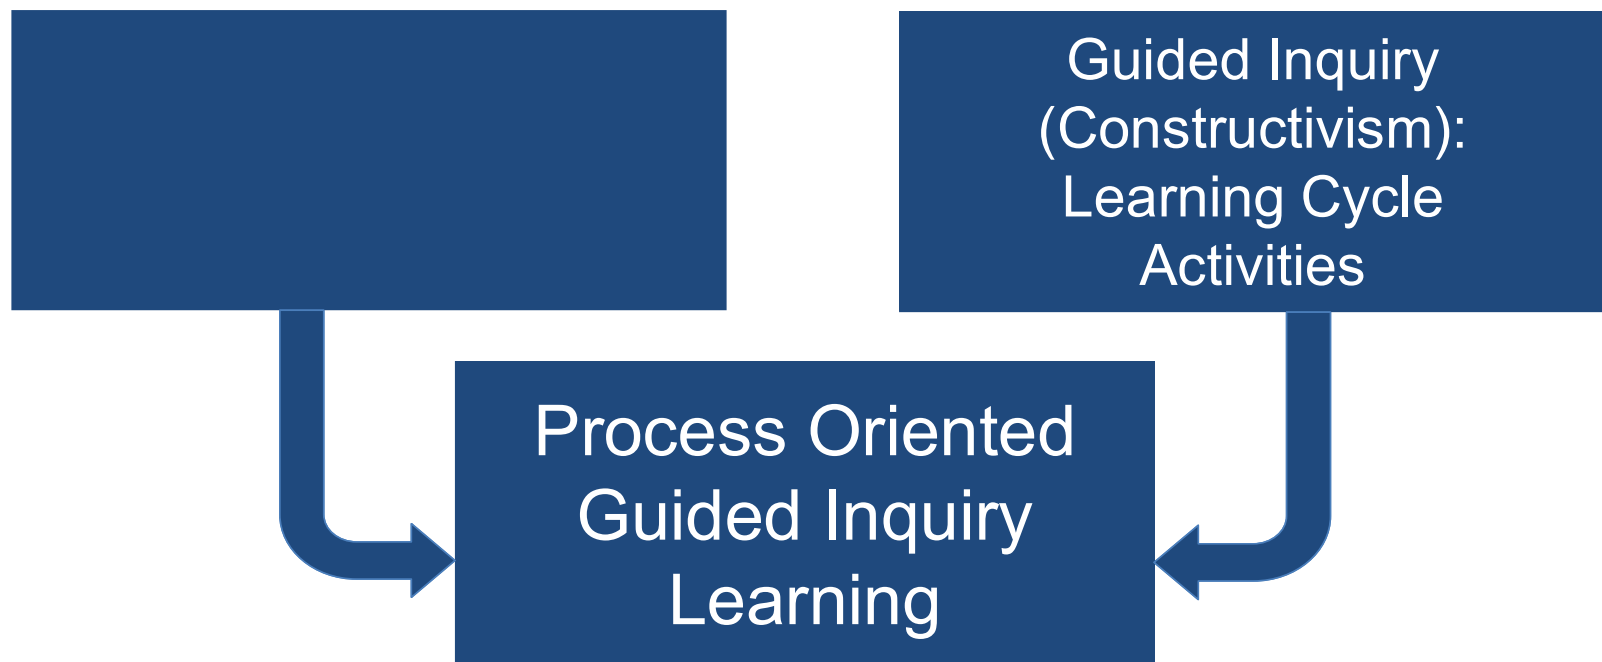 Guided Inquiry
(Constructivism):
Learning Cycle
Activities
Process Oriented
Guided Inquiry
Learning